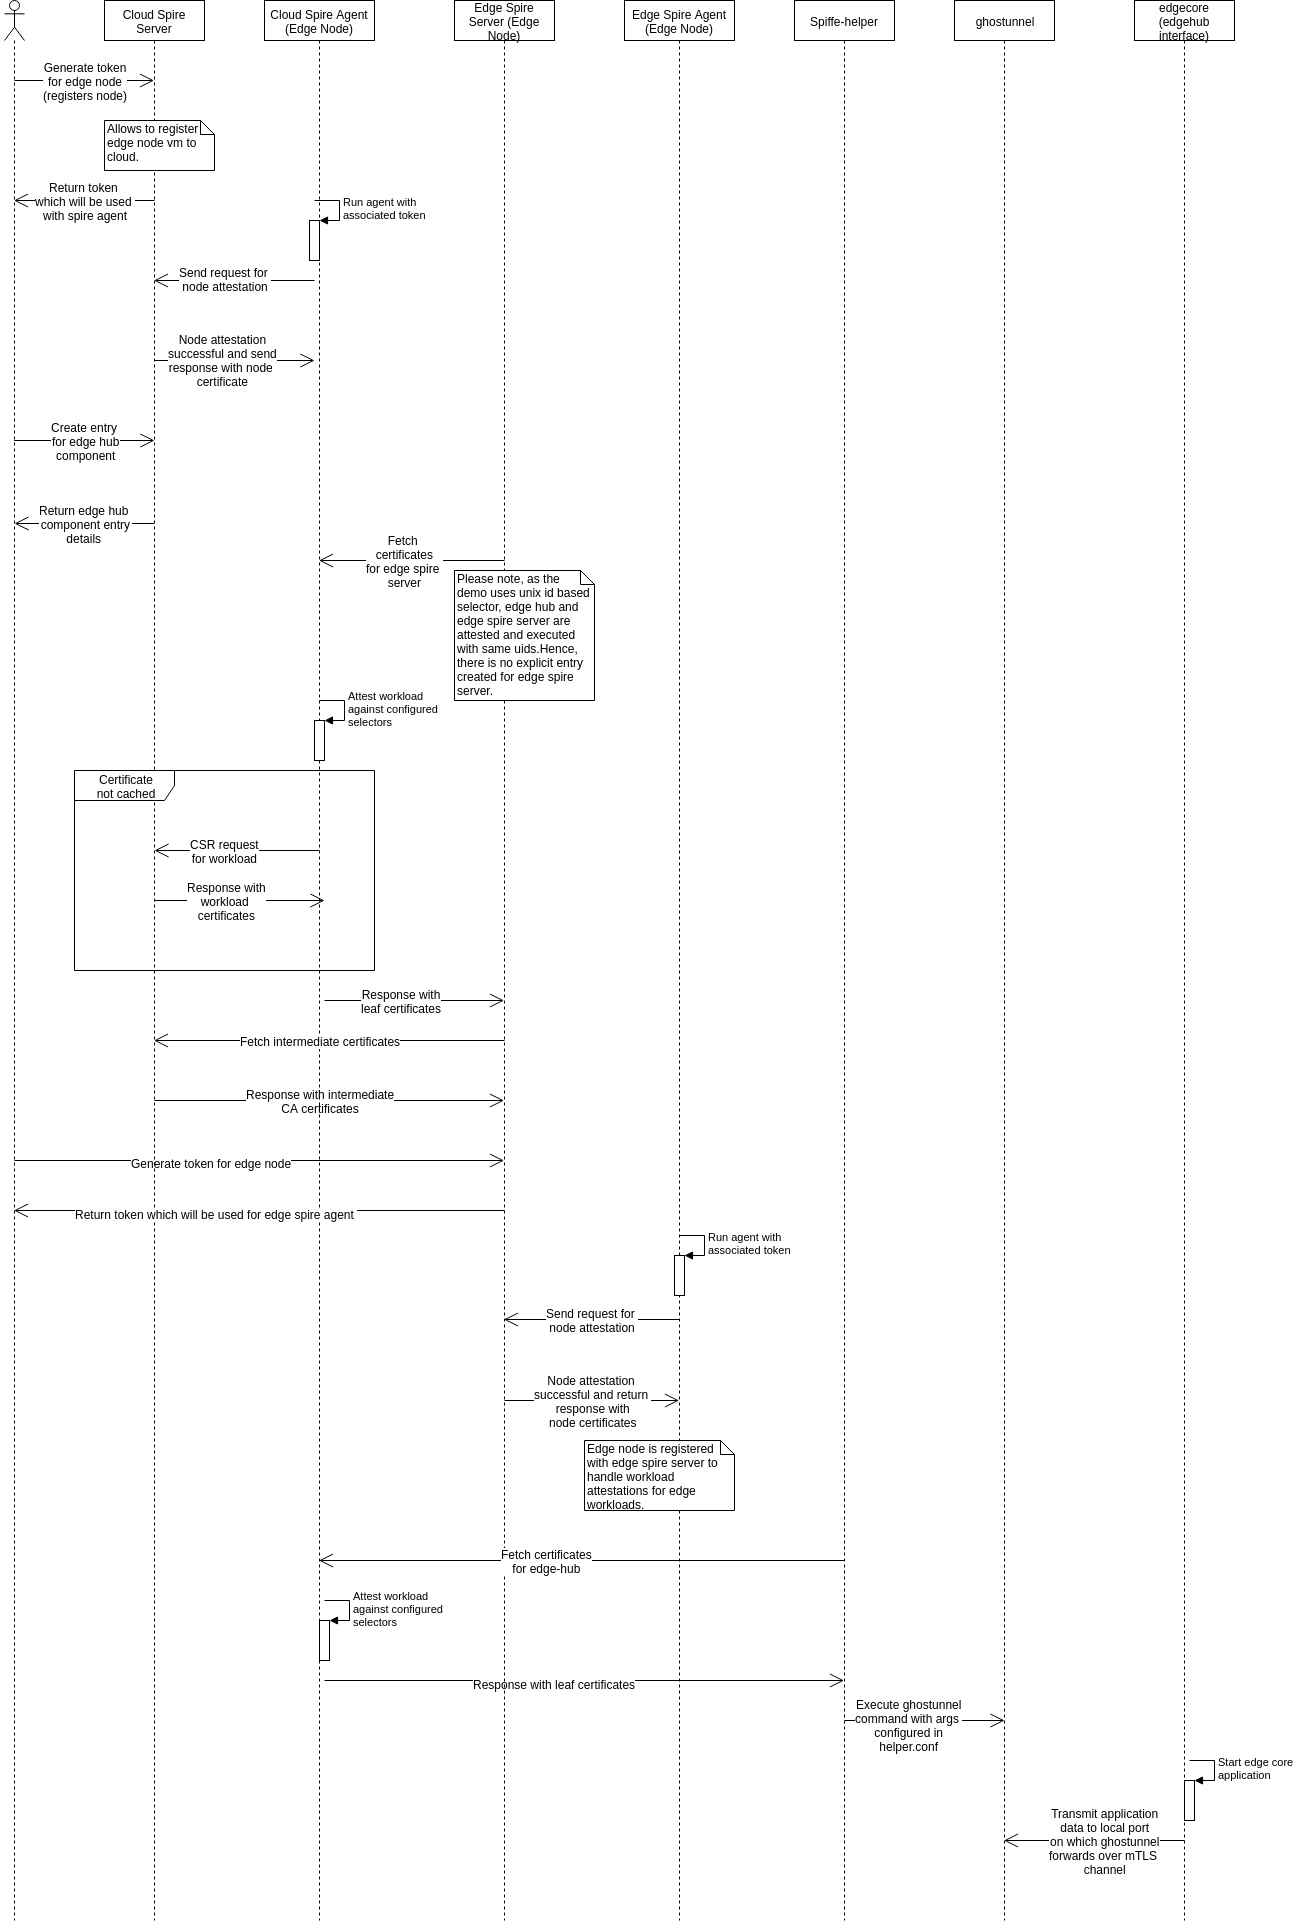 Cloud Spire
Server
Cloud Spire Agent
(Edge Node)
Edge Spire
Server (Edge
Node)
Edge Spire Agent
(Edge Node)
Spiffe-helper
ghostunnel
edgecore
(edgehub
interface)
Generate token
for edge node
(registers node)
Allows to register
edge node vm to
cloud.
Return token
which will be used
with spire agent
Run agent with
associated token
Send request for
node attestation
Node attestation
successful and send
response with node
certificate
Create entry
for edge hub
component
Return edge hub
component entry
details
Fetch
certificates
for edge spire
server
Please note, as the
demo uses unix id based
selector, edge hub and
edge spire server are
attested and executed
with same uids.Hence,
there is no explicit entry
created for edge spire
server.
Attest workload
against configured
selectors
Certificate
not cached
CSR request
for workload
Response with
workload
certificates
Response with
leaf certificates
Fetch intermediate certificates
Response with intermediate
CA certificates
Generate token for edge node
Return token which will be used for edge spire agent
Run agent with
associated token
Send request for
node attestation
Node attestation
successful and return
response with
node certificates
Edge node is registered
with edge spire server to
handle workload
attestations for edge
workloads.
Fetch certificates
for edge-hub
Attest workload
against configured
selectors
Response with leaf certificates
Execute ghostunnel
command with args
configured in
helper.conf
Start edge core
application
Transmit application
data to local port
on which ghostunnel
forwards over mTLS
channel